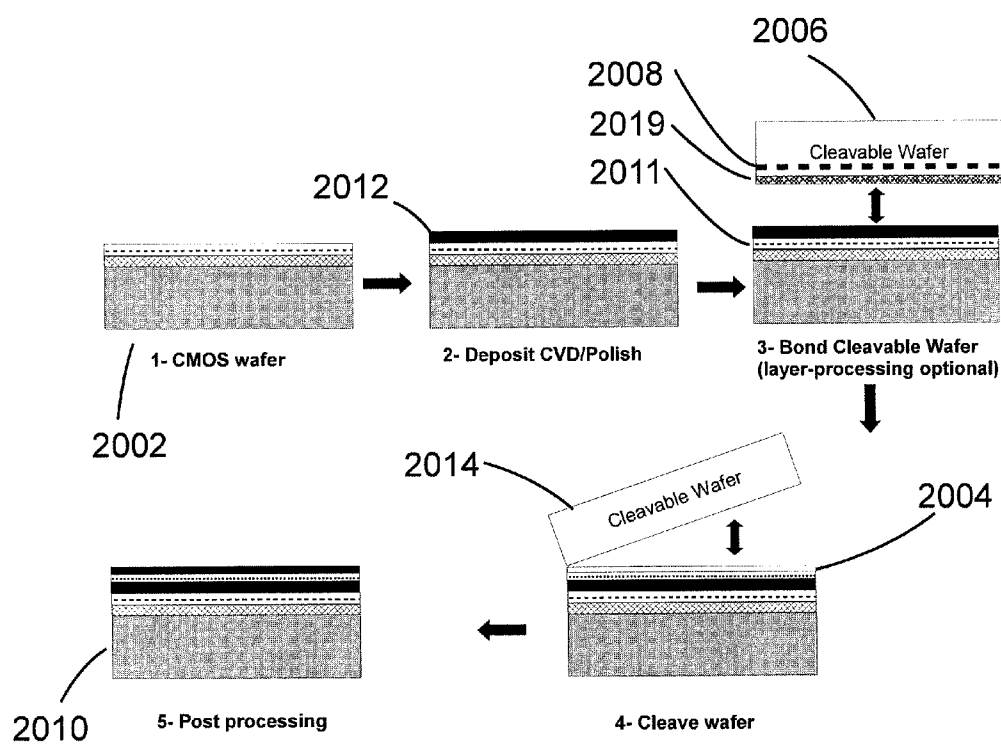 2006
2008
2019
Cleavable Wafer
2011
2012
1- CMOS wafer
2- Deposit CVD/Polish
3- Bond Cleavable Wafer
(layer-processing optional)
2002
2014
Cleavable Wafer
2004
2010
5- Post processing
4- Cleave wafer